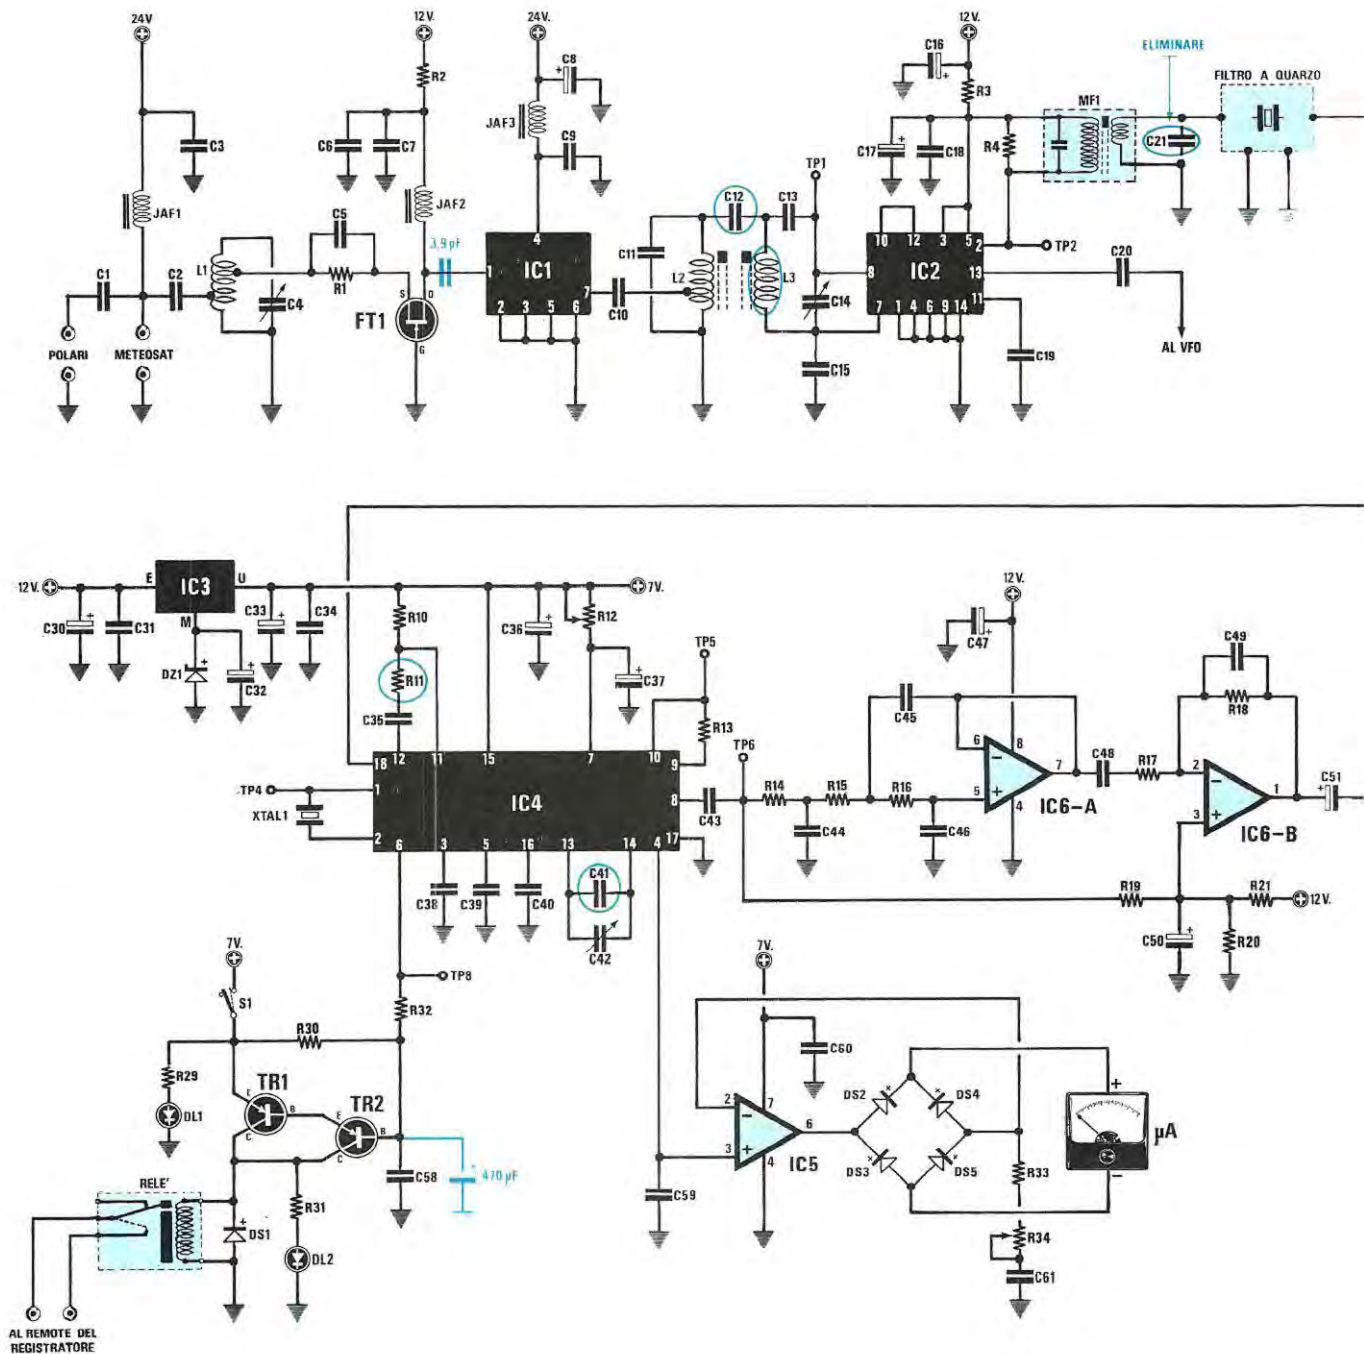 24V.
12V.
24V.
12V.
C16
ELIMINARE
FILTRO A QUARZO
R2
C8
R3
MF1
C3
C6
C7
JAF3
C9
C17
C18
R4
C21
JAF1
JAF2
TP1
C5
C12
C13
3,9 pF
4
10
12
3
5
2
TP2
C1
C2
L1
R1
C4
S
D
G
FT1
1
IC1
7
2
3
5
6
C10
C11
L2
L3
C14
8
IC2
13
11
7
1
4
6
9
14
C20
POLARI
METEOSAT
C15
C19
AL VFO
12V.
E
IC3
U
M
C30
C31
C33
C34
DZ1
C32
R10
R11
C35
C36
R12
7V.
C37
TP5
R13
12V.
C47
C49
R18
C45
TP6
18
12
11
15
7
10
9
TP4
1
IC4
8
XTAL1
2
6
3
5
16
13
14
4
17
C43
R14
R15
R16
C44
C46
6
5
8
7
4
IC6-A
C48
R17
2
3
1
IC6-B
C51
C38
C39
C40
C41
C42
R19
R21
12V.
C50
R20
7V.
S1
TP8
R32
7V.
R30
R29
TR1
TR2
DL1
E
B
C
E
B
C
C58
470 µF
C60
2
3
7
6
4
IC5
C59
DS2
DS4
DS3
DS5
+
µA
–
RELE'
DS1
R31
DL2
R33
R34
C61
AL REMOTE DEL
REGISTRATORE